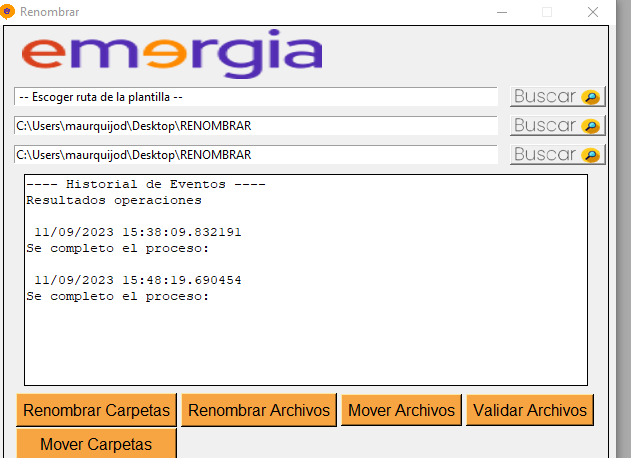 Renombrar
emergia
-- Escoger ruta de la plantilla --
Buscar
C:\Users\maurquijod\Desktop\RENOMBRAR
Buscar
C:\Users\maurquijod\Desktop\RENOMBRAR
Buscar
---- Historial de Eventos ----
Resultados operaciones
11/09/2023 15:38:09.832191
Se completo el proceso:
11/09/2023 15:48:19.690454
Se completo el proceso:
Renombrar Carpetas
Renombrar Archivos
Mover Archivos
Validar Archivos
Mover Carpetas